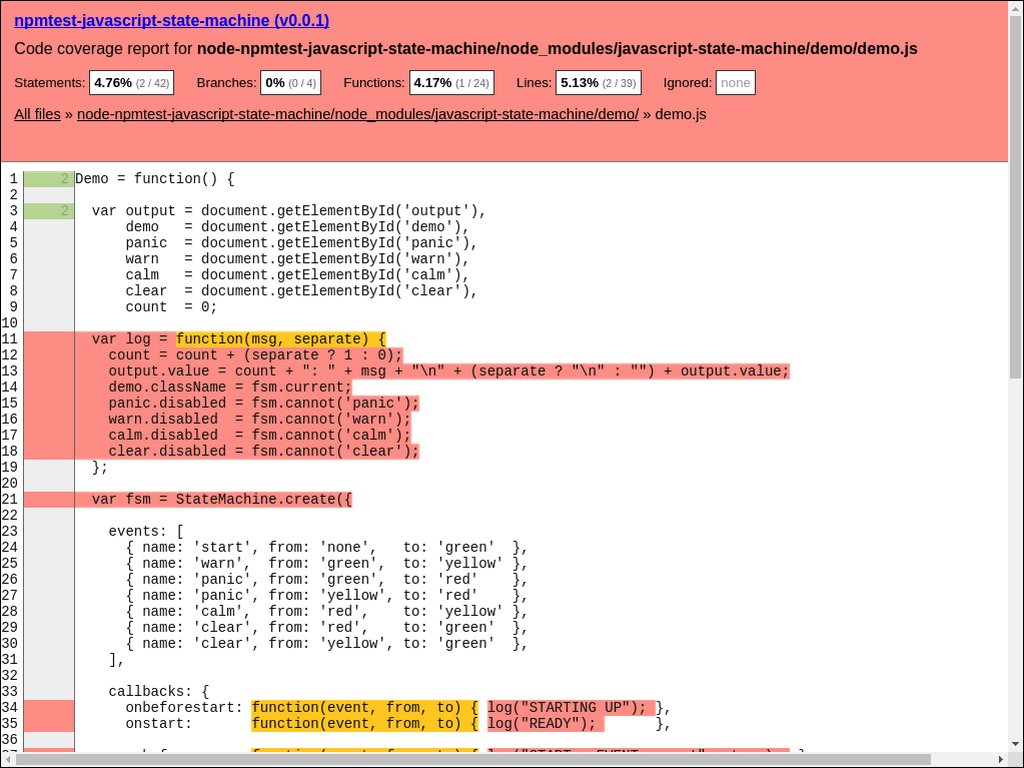 npmtest-javascript-state-machine (v0.0.1)
Code coverage report for node-npmtest-javascript-state-machine/node_modules/javascript-state-machine/demo/demo.js
Statements: 4.76% (2 / 42) Branches: 0% (0 / 4) Functions: 4.17% (1 / 24) Lines: 5.13% (2 / 39) Ignored: none
All files » node-npmtest-javascript-state-machine/node_modules/javascript-state-machine/demo/ » demo.js
1 2 Demo = function() {
2
3 2   var output = document.getElementById('output'),
4       demo   = document.getElementById('demo'),
5       panic  = document.getElementById('panic'),
6       warn   = document.getElementById('warn'),
7       calm   = document.getElementById('calm'),
8       clear  = document.getElementById('clear'),
9       count  = 0;
10
11   var log = function(msg, separate) {
12     count = count + (separate ? 1 : 0);
13     output.value = count + ": " + msg + "\n" + (separate ? "\n" : "") + output.value;
14     demo.className = fsm.current;
15     panic.disabled = fsm.cannot('panic');
16     warn.disabled  = fsm.cannot('warn');
17     calm.disabled  = fsm.cannot('calm');
18     clear.disabled = fsm.cannot('clear');
19   };
20
21   var fsm = StateMachine.create({
22
23     events: [
24       { name: 'start', from: 'none',   to: 'green'  },
25       { name: 'warn',  from: 'green',  to: 'yellow' },
26       { name: 'panic', from: 'green',  to: 'red'    },
27       { name: 'panic', from: 'yellow', to: 'red'    },
28       { name: 'calm',  from: 'red',    to: 'yellow' },
29       { name: 'clear', from: 'red',    to: 'green'  },
30       { name: 'clear', from: 'yellow', to: 'green'  },
31     ],
32
33     callbacks: {
34       onbeforestart: function(event, from, to) { log("STARTING UP"); },
35       onstart:       function(event, from, to) { log("READY");       },
36